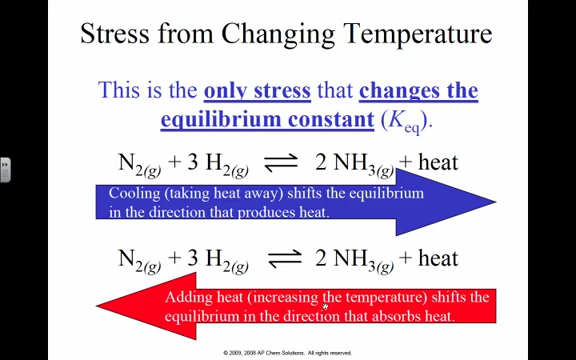 Stress from Changing Temperature
This is the only stress that changes the
equilibrium constant (Keq).
N2(g) + 3 H2(g) ⇌ 2 NH3(g) + heat
Cooling (taking heat away) shifts the equilibrium
in the direction that produces heat.
N2(g) + 3 H2(g) ⇌ 2 NH3(g) + heat
Adding heat (increasing the temperature) shifts the
equilibrium in the direction that absorbs heat.
© 2009, 2008 AP Chem Solutions. All rights reserved.